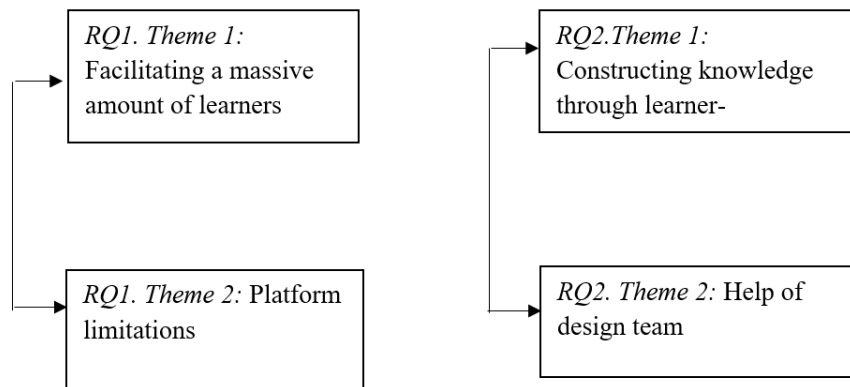 RQ1. Theme 1:
Facilitating a massive
amount of learners
RQ2.Theme 1:
Constructing knowledge
through learner-
RQ1. Theme 2: Platform
limitations
RQ2. Theme 2: Help of
design team